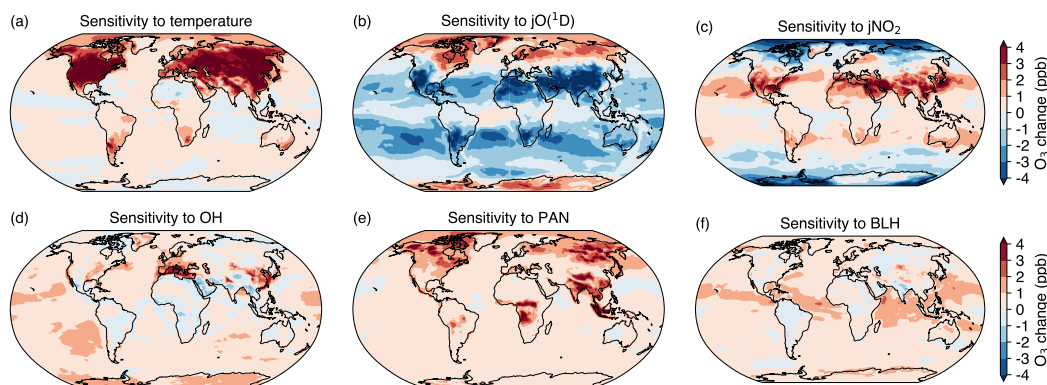 (a) Sensitivity to temperature
(b) Sensitivity to jO(¹D)
(c) Sensitivity to jNO₂
4
3
2
1
0
-1
-2
-3
-4
O₃ change (ppb)
(d) Sensitivity to OH
(e) Sensitivity to PAN
(f) Sensitivity to BLH
4
3
2
1
0
-1
-2
-3
-4
O₃ change (ppb)